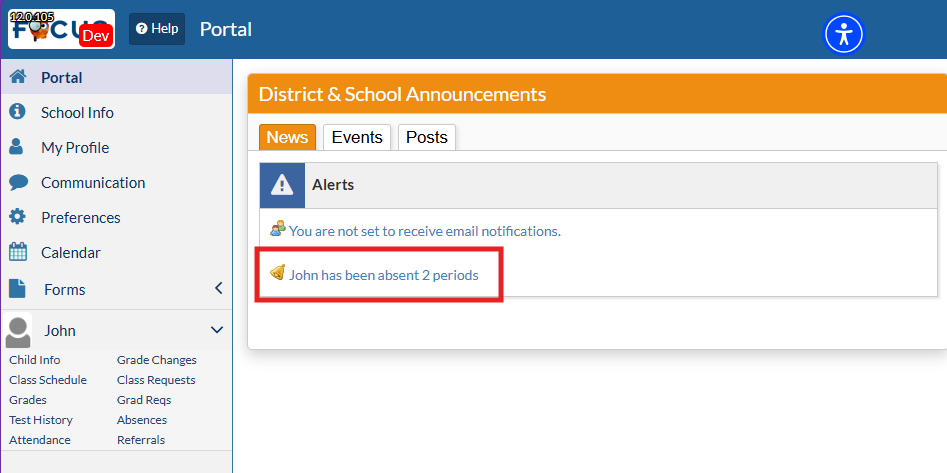 12.0.105
FOCUS
Dev
Help
Portal
Portal
School Info
My Profile
Communication
Preferences
Calendar
Forms
John
Child Info Grade Changes
Class Schedule Class Requests
Grades Grad Reqs
Test History Absences
Attendance Referrals
District & School Announcements
News Events Posts
Alerts
You are not set to receive email notifications.
John has been absent 2 periods